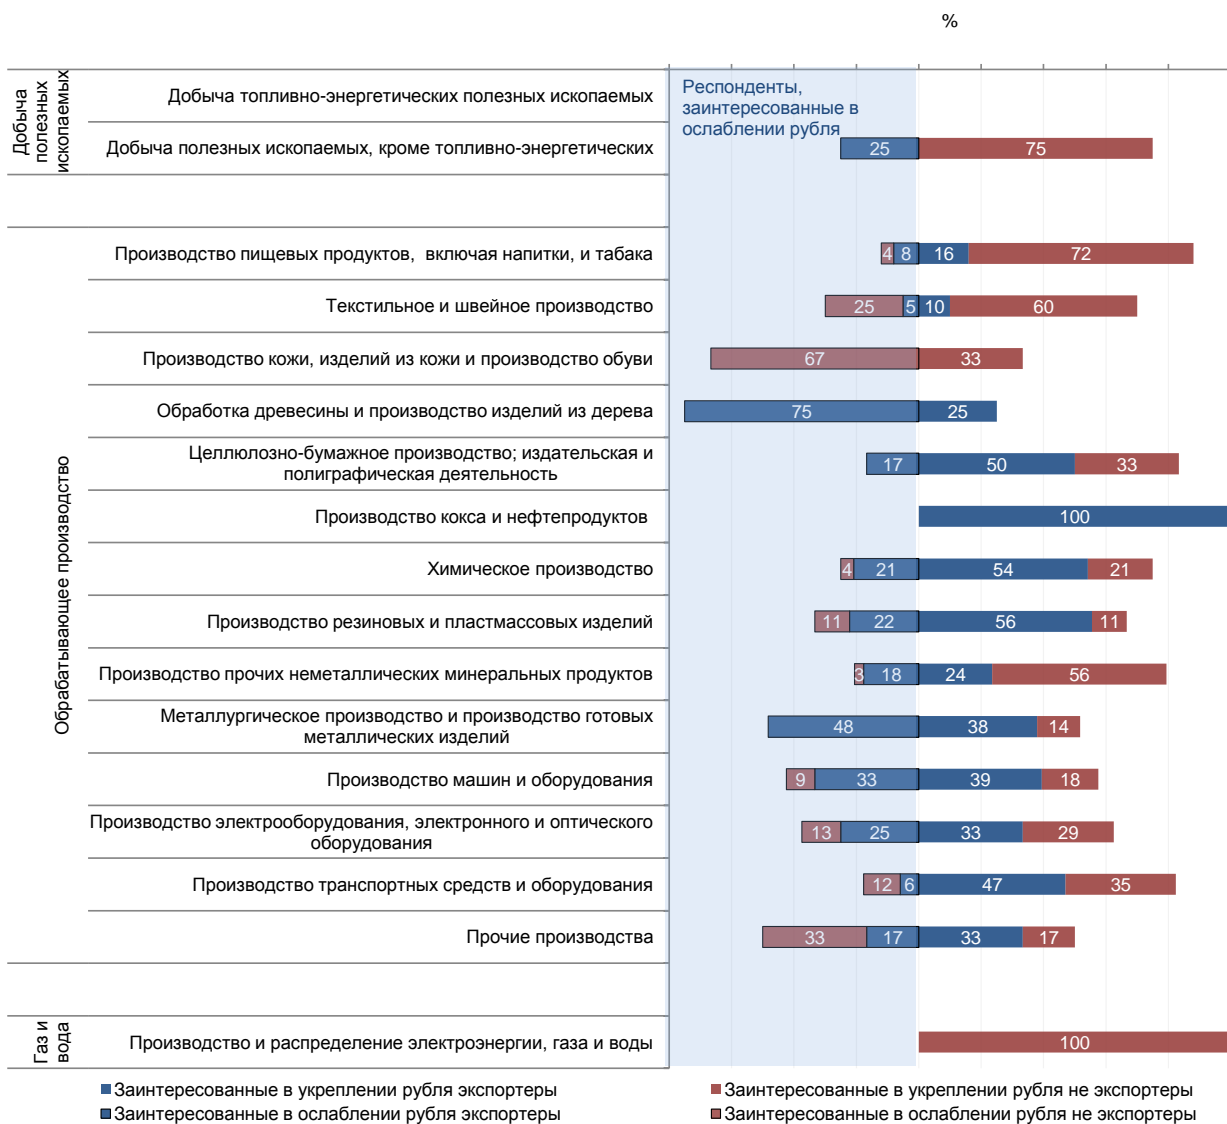 %
Добыча полезных ископаемых
Добыча топливно-энергетических полезных ископаемых
Респонденты,
заинтересованные в
ослаблении рубля
Добыча полезных ископаемых, кроме топливно-энергетических
25 75
Обрабатывающее производство
Производство пищевых продуктов, включая напитки, и табака
4 8 16 72
Текстильное и швейное производство
25 5 10 60
Производство кожи, изделий из кожи и производство обуви
67 33
Обработка древесины и производство изделий из дерева
75 25
Целлюлозно-бумажное производство; издательская и
полиграфическая деятельность
17 50 33
Производство кокса и нефтепродуктов
100
Химическое производство
4 21 54 21
Производство резиновых и пластмассовых изделий
11 22 56 11
Производство прочих неметаллических минеральных продуктов
3 18 24 56
Металлургическое производство и производство готовых
металлических изделий
48 38 14
Производство машин и оборудования
9 33 39 18
Производство электрооборудования, электронного и оптического
оборудования
13 25 33 29
Производство транспортных средств и оборудования
12 6 47 35
Прочие производства
33 17 33 17
Газ и вода
Производство и распределение электроэнергии, газа и воды
100
Заинтересованные в укреплении рубля экспортеры
Заинтересованные в укреплении рубля не экспортеры
Заинтересованные в ослаблении рубля экспортеры
Заинтересованные в ослаблении рубля не экспортеры